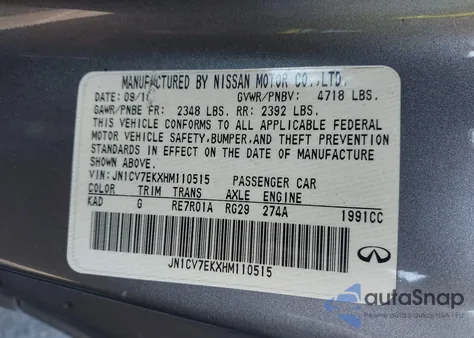 MANUFACTURED BY NISSAN MOTOR CO.,LTD.
DATE: 09/16 GVWR/PNBV: 4718 LBS.
GAWR/PNBE FR: 2348 LBS. RR: 2392 LBS.
THIS VEHICLE CONFORMS TO ALL APPLICABLE FEDERAL
MOTOR VEHICLE SAFETY, BUMPER, AND THEFT PREVENTION
STANDARDS IN EFFECT ON THE DATE OF MANUFACTURE
SHOWN ABOVE.
VIN: JN1CV7EKXHM110515 PASSENGER CAR
COLOR TRIM TRANS AXLE ENGINE
KAD G RE7R01A RG29 274A 1991CC
JN1CV7EKXHM110515
INFINITI
autaSnap